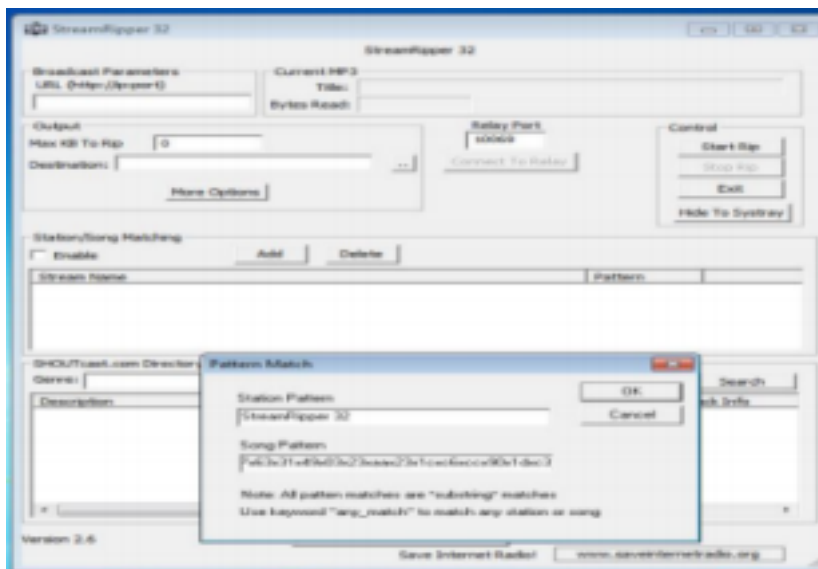 StreamRipper 32
StreamRipper 32
Broadcast Parameters
URL (http://ip:port)
Current MP3
Title:
Bytes Read:
Output
Max KB To Rip 0
Destination: ..
More Options
Relay Port
10069
Connect To Relay
Control
Start Rip
Stop Rip
Exit
Hide To Systray
Station/Song Matching
Enable Add Delete
Stream Name Pattern
SHOUTcast.com Directory
Genre: Search
Description Info
Pattern Match
Station Pattern
StreamRipper 32
Song Pattern
OK
Cancel
Note: All pattern matches are "substring" matches
Use keyword "any_match" to match any station or song
Version 2.6
Save Internet Radio! www.saveinternetradio.org